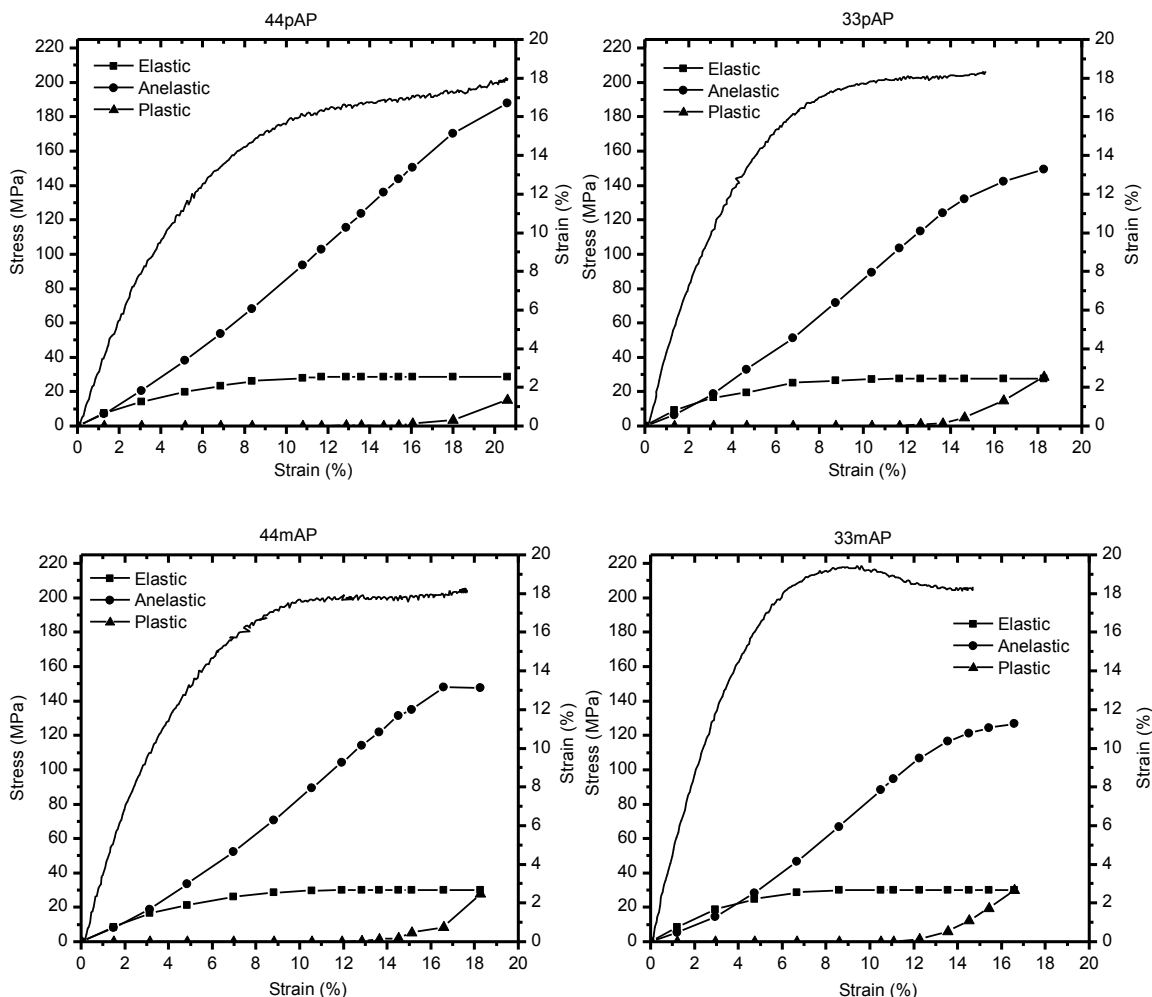 44pAP
220
200
180
160
140
120
100
80
60
40
20
0
Stress (MPa)
Elastic
Anelastic
Plastic
20
18
16
14
12
10
8
6
4
2
0
Strain (%)
0 2 4 6 8 10 12 14 16 18 20
Strain (%)
33pAP
220
200
180
160
140
120
100
80
60
40
20
0
Stress (MPa)
Elastic
Anelastic
Plastic
20
18
16
14
12
10
8
6
4
2
0
Strain (%)
0 2 4 6 8 10 12 14 16 18 20
Strain (%)
44mAP
220
200
180
160
140
120
100
80
60
40
20
0
Stress (MPa)
Elastic
Anelastic
Plastic
20
18
16
14
12
10
8
6
4
2
0
Strain (%)
0 2 4 6 8 10 12 14 16 18 20
Strain (%)
33mAP
220
200
180
160
140
120
100
80
60
40
20
0
Stress (MPa)
Elastic
Anelastic
Plastic
20
18
16
14
12
10
8
6
4
2
0
Strain (%)
0 2 4 6 8 10 12 14 16 18 20
Strain (%)